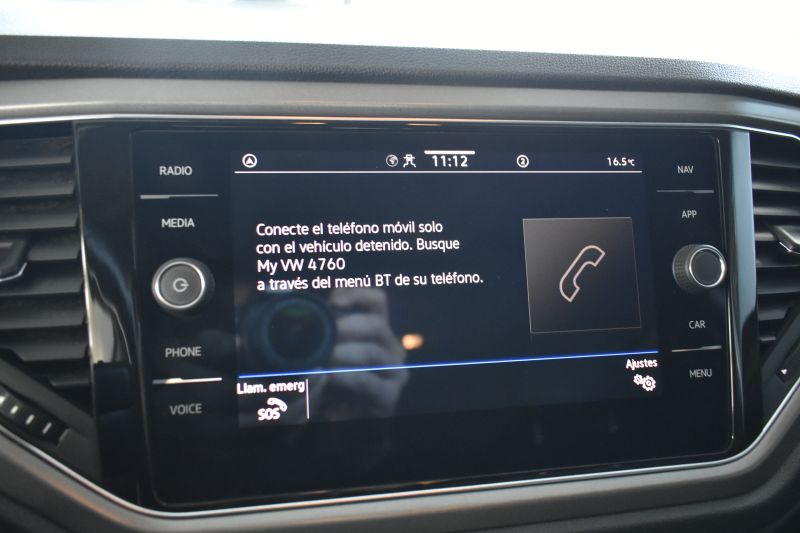 RADIO
MEDIA
PHONE
VOICE
11:12
2
16.5°C
Conecte el teléfono móvil solo
con el vehículo detenido. Busque
My VW 4760
a través del menú BT de su teléfono.
Llam. emerg
SOS
Ajustes
NAV
APP
CAR
MENU